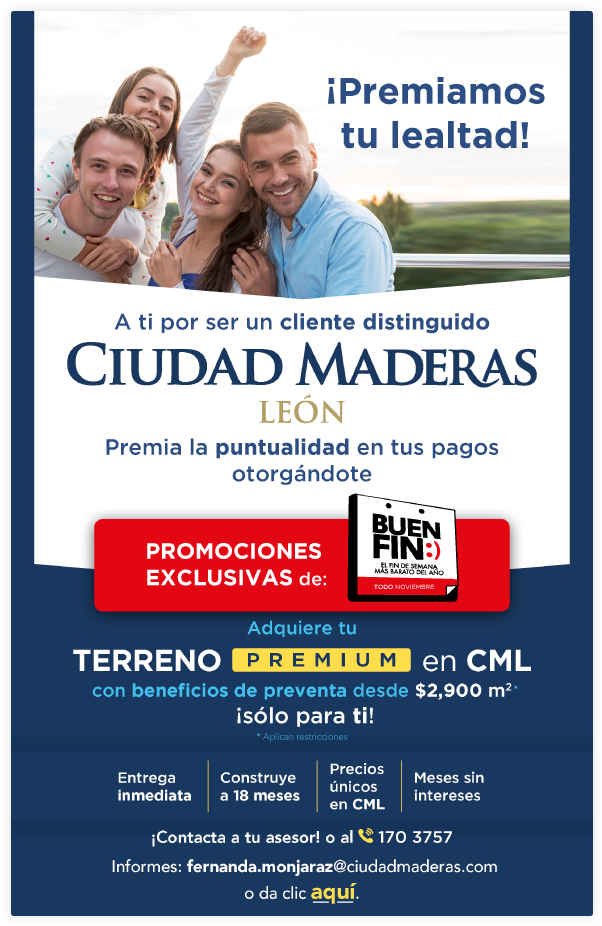 ¡Premiamos
tu lealtad!
A ti por ser un cliente distinguido
CIUDAD MADERAS
LEÓN
Premia la puntualidad en tus pagos
otorgándote
PROMOCIONES
EXCLUSIVAS de:
BUEN
FIN:)
EL FIN DE SEMANA
MÁS BARATO DEL AÑO
TODO NOVIEMBRE
Adquiere tu
TERRENO PREMIUM en CML
con beneficios de preventa desde $2,900 m²*
¡sólo para ti!
* Aplican restricciones
Entrega
inmediata
Construye
a 18 meses
Precios
únicos
en CML
Meses sin
intereses
¡Contacta a tu asesor! o al 170 3757
Informes: fernanda.monjaraz@ciudadmaderas.com
o da clic aquí.